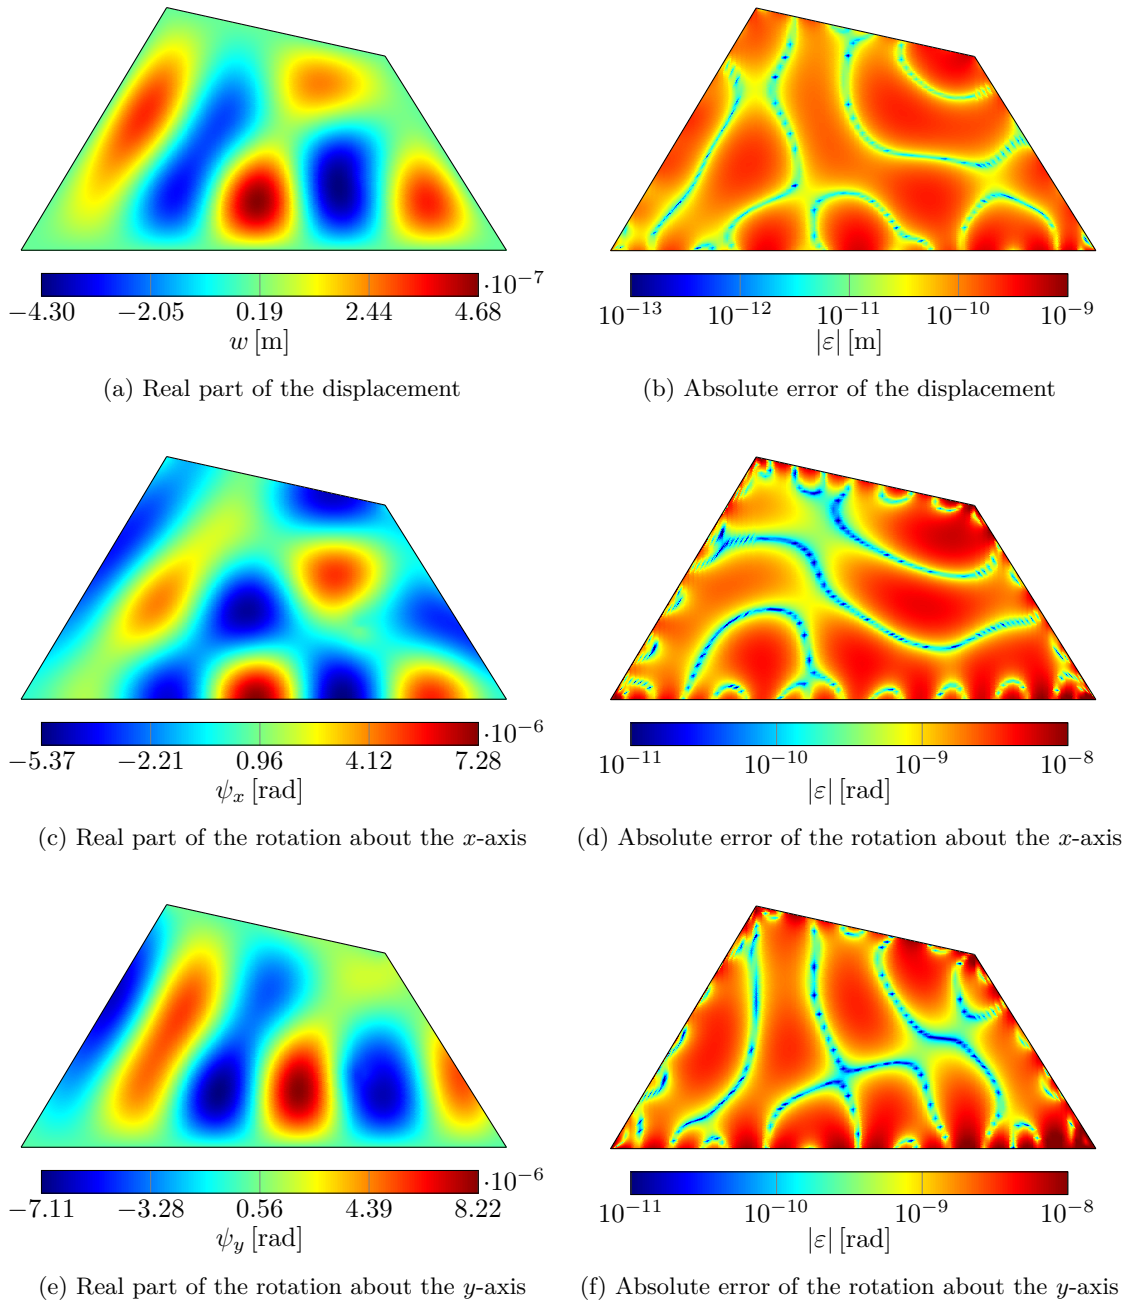 −4.30 −2.05 0.19 2.44 4.68 ·10⁻⁷
w [m]
10⁻¹³ 10⁻¹² 10⁻¹¹ 10⁻¹⁰ 10⁻⁹
|ε| [m]
(a) Real part of the displacement
(b) Absolute error of the displacement
−5.37 −2.21 0.96 4.12 7.28 ·10⁻⁶
ψₓ [rad]
10⁻¹¹ 10⁻¹⁰ 10⁻⁹ 10⁻⁸
|ε| [rad]
(c) Real part of the rotation about the x-axis
(d) Absolute error of the rotation about the x-axis
−7.11 −3.28 0.56 4.39 8.22 ·10⁻⁶
ψ_y [rad]
10⁻¹¹ 10⁻¹⁰ 10⁻⁹ 10⁻⁸
|ε| [rad]
(e) Real part of the rotation about the y-axis
(f) Absolute error of the rotation about the y-axis